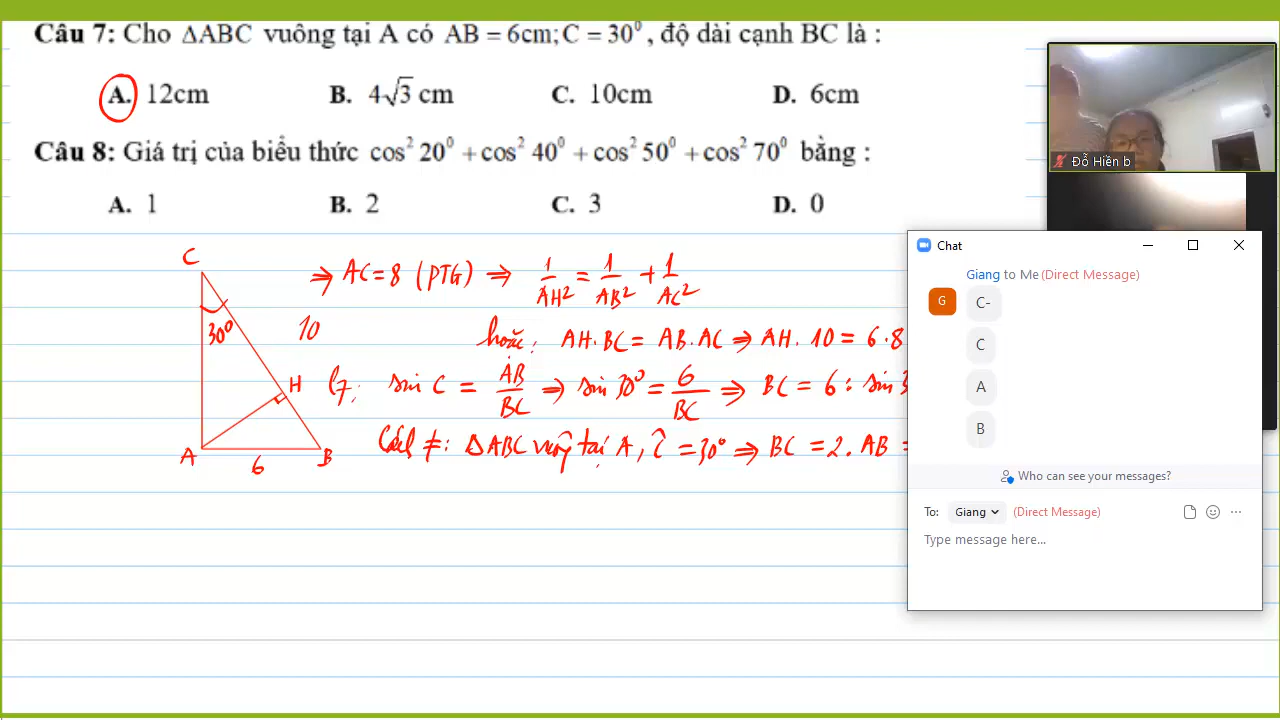 Câu 7: Cho ΔABC vuông tại A có AB = 6cm; C = 30⁰, độ dài cạnh BC là :
A. 12cm B. 4√3 cm C. 10cm D. 6cm
Câu 8: Giá trị của biểu thức cos² 20⁰ + cos² 40⁰ + cos² 50⁰ + cos² 70⁰ bằng :
A. 1 B. 2 C. 3 D. 0
C
30⁰
H
A
B
6
10
⇒ AC = 8 (PTG) ⇒ 1/AH² = 1/AB² + 1/AC²
hoặc: AH.BC = AB.AC ⇒ AH.10 = 6.8
C7: sin C = AB/BC ⇒ sin 30⁰ = 6/BC ⇒ BC = 6 : sin 3
Cách ≠: ΔABC vuông tại A, Ĉ = 30⁰ ⇒ BC = 2.AB =
Đỗ Hiền b
Chat
Giang to Me (Direct Message)
G
C-
C
A
B
Who can see your messages?
To: Giang (Direct Message)
Type message here...